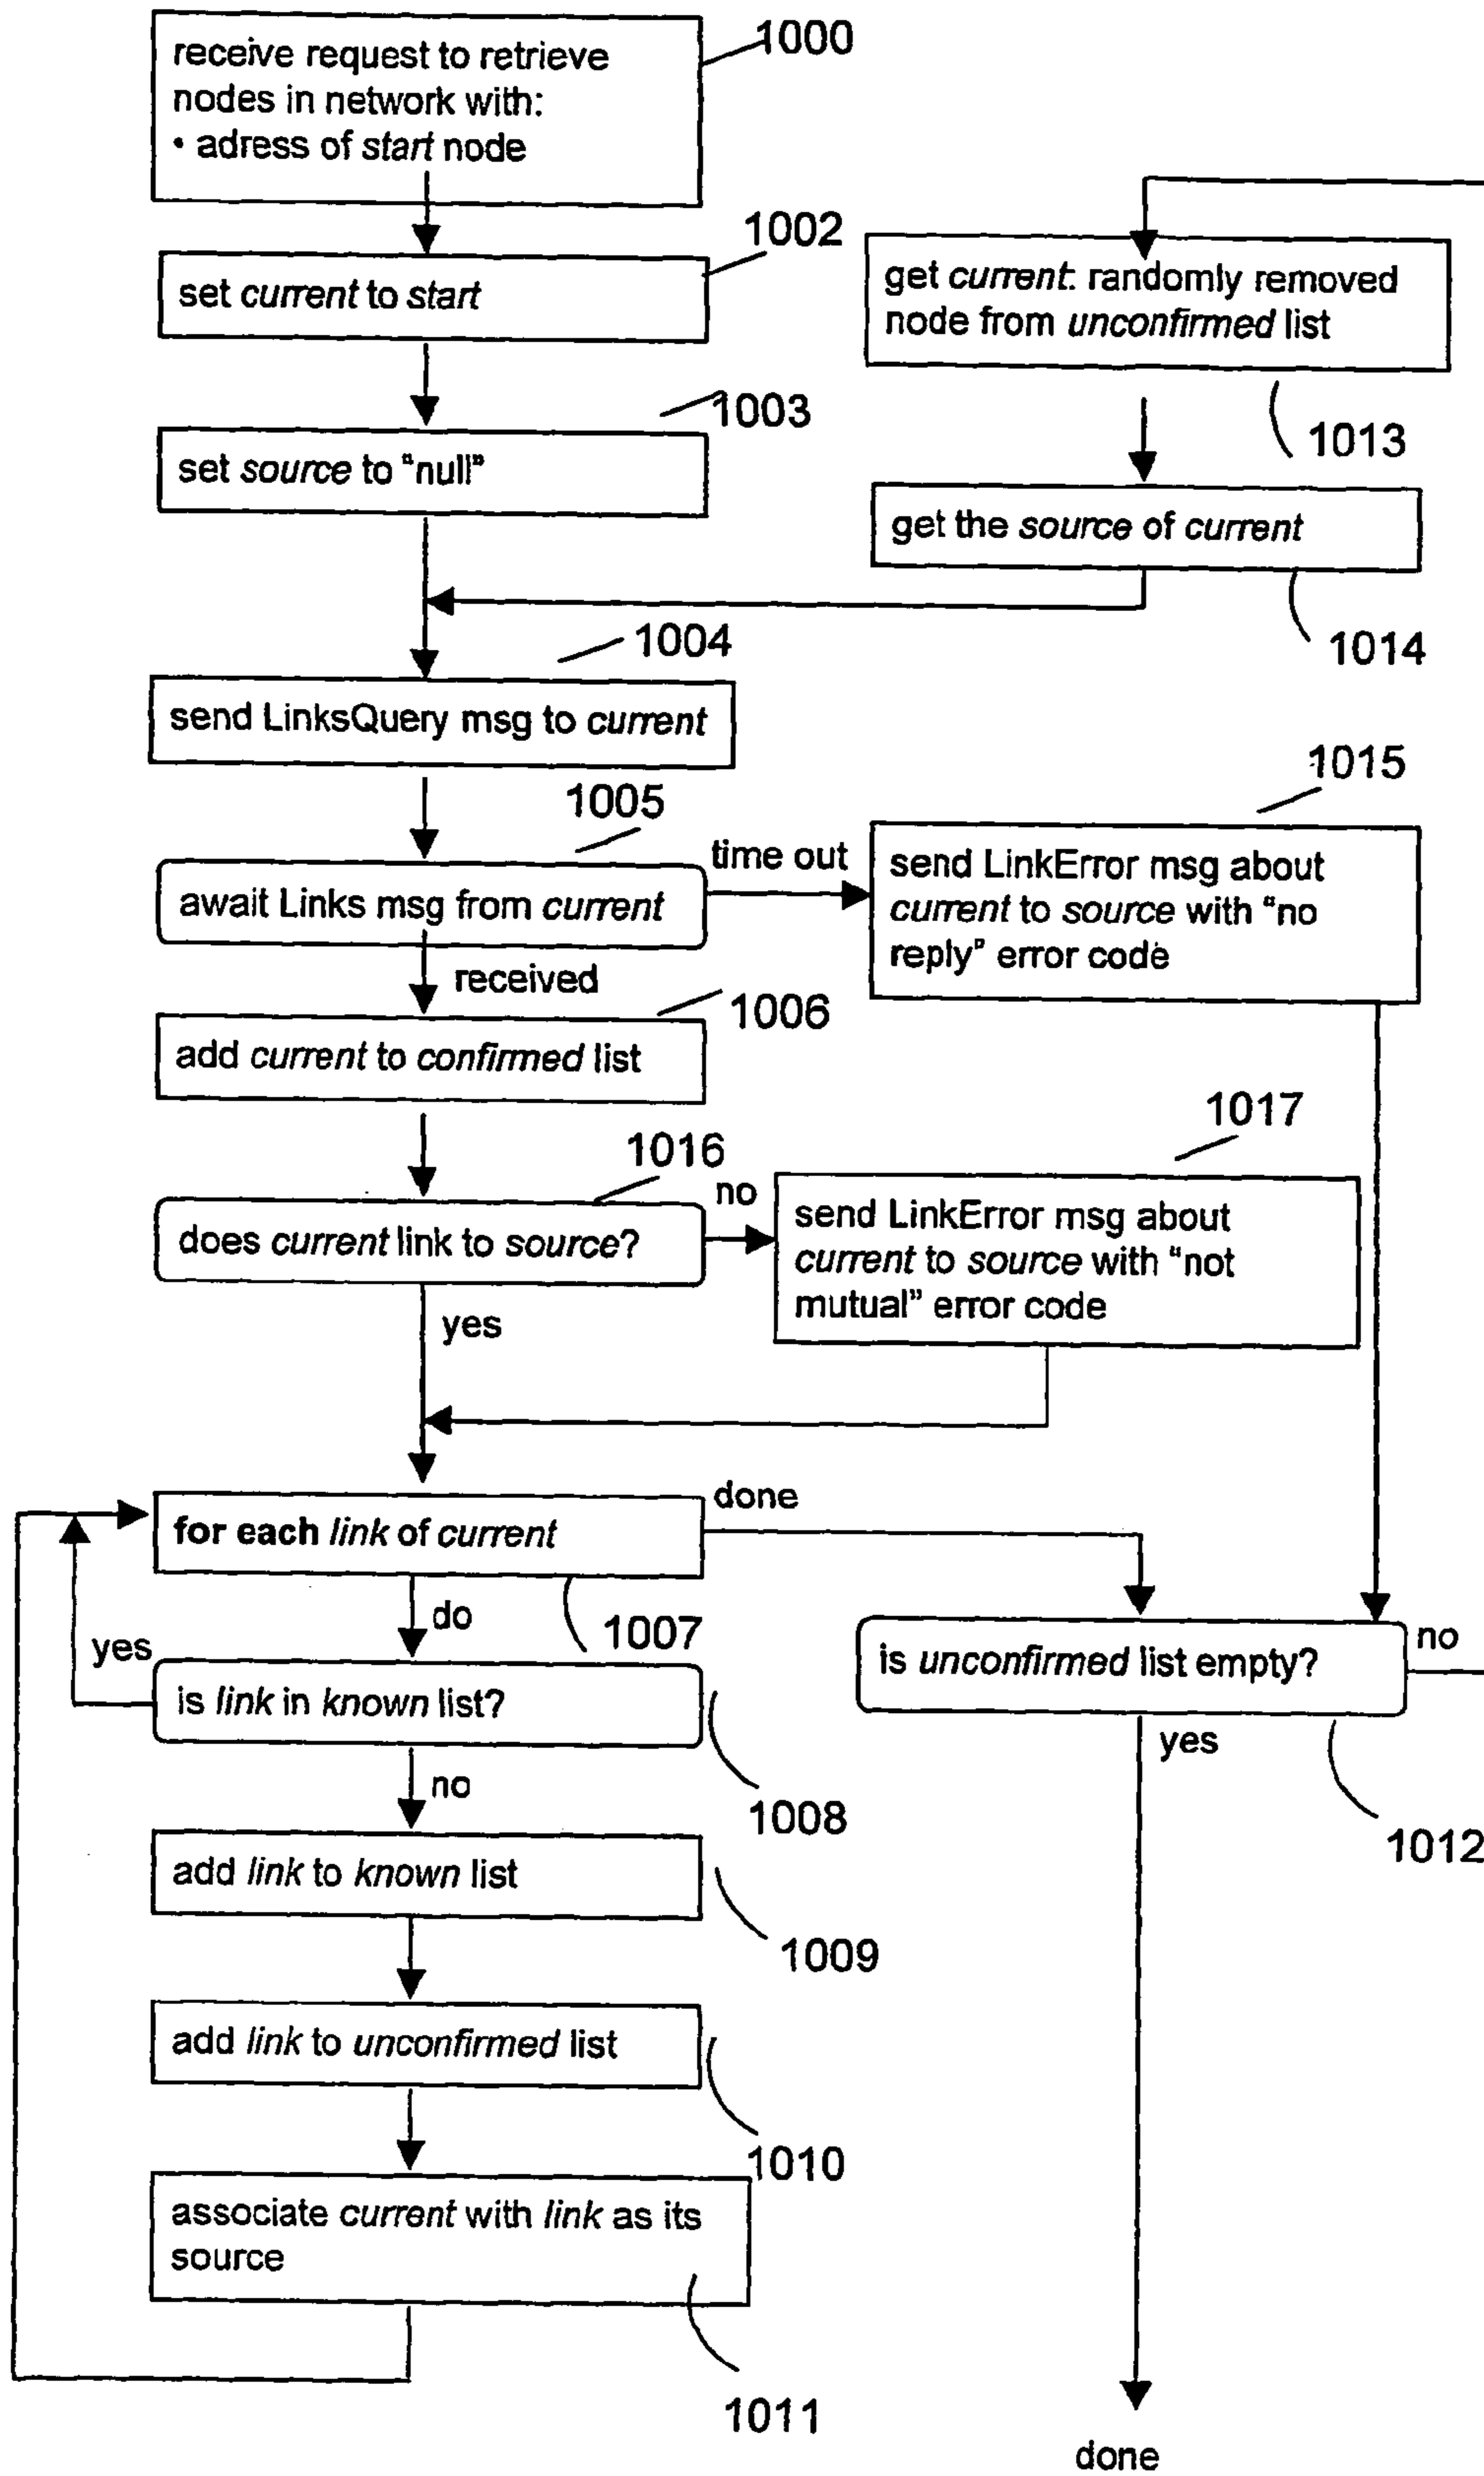 receive request to retrieve
nodes in network with:
• adress of start node
1000
set current to start
1002
set source to "null"
1003
get current: randomly removed
node from unconfirmed list
1013
get the source of current
1014
send LinksQuery msg to current
1004
await Links msg from current
1005
time out
send LinkError msg about
current to source with "no
reply" error code
1015
received
add current to confirmed list
1006
does current link to source?
1016
no
send LinkError msg about
current to source with "not
mutual" error code
1017
yes
for each link of current
done
1007
do
is link in known list?
yes
1008
is unconfirmed list empty?
no
1012
yes
no
add link to known list
1009
add link to unconfirmed list
1010
associate current with link as its
source
1011
done